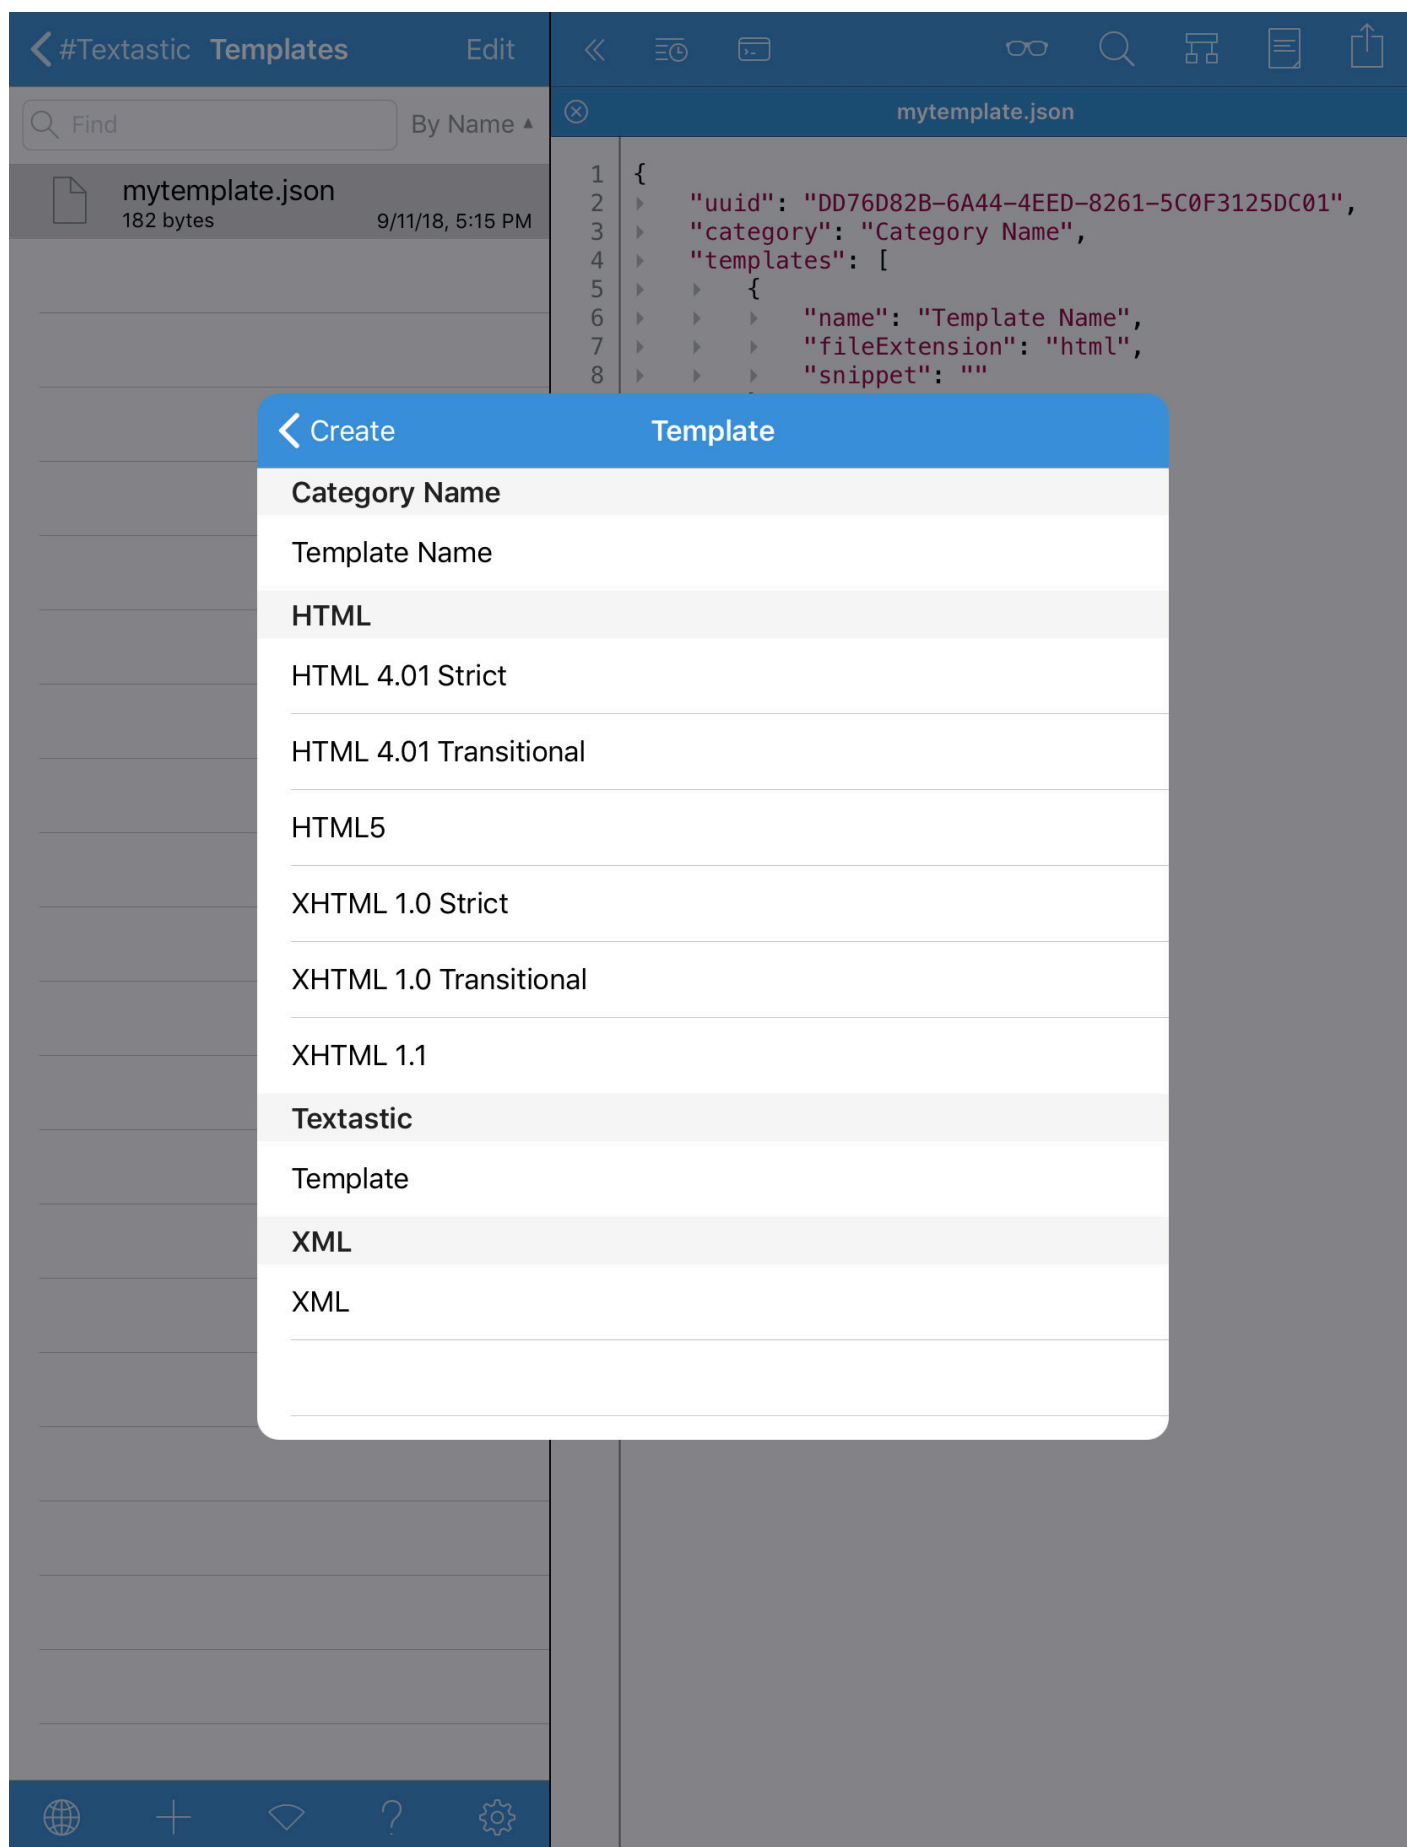 #Textastic Templates Edit
Find By Name ▲
mytemplate.json
182 bytes 9/11/18, 5:15 PM
mytemplate.json
1 {
2 "uuid": "DD76D82B-6A44-4EED-8261-5C0F3125DC01",
3 "category": "Category Name",
4 "templates": [
5 {
6 "name": "Template Name",
7 "fileExtension": "html",
8 "snippet": ""
Create Template
Category Name
Template Name
HTML
HTML 4.01 Strict
HTML 4.01 Transitional
HTML5
XHTML 1.0 Strict
XHTML 1.0 Transitional
XHTML 1.1
Textastic
Template
XML
XML